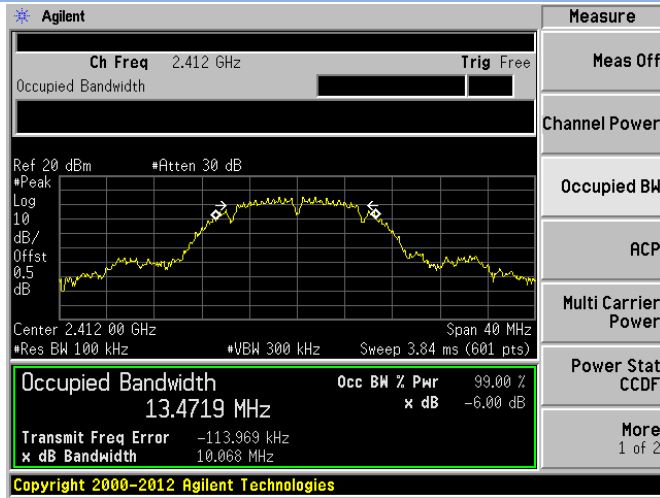 Agilent
Measure
Ch Freq 2.412 GHz Trig Free
Occupied Bandwidth
Meas Off
Channel Power
Occupied BW
ACP
Multi Carrier
Power
Power Stat
CCDF
More
1 of 2
Ref 20 dBm #Atten 30 dB
#Peak
Log
10
dB/
Offst
0.5
dB
Center 2.412 00 GHz Span 40 MHz
#Res BW 100 kHz #VBW 300 kHz Sweep 3.84 ms (601 pts)
Occupied Bandwidth Occ BW % Pwr 99.00 %
13.4719 MHz x dB -6.00 dB
Transmit Freq Error -113.969 kHz
x dB Bandwidth 10.068 MHz
Copyright 2000-2012 Agilent Technologies